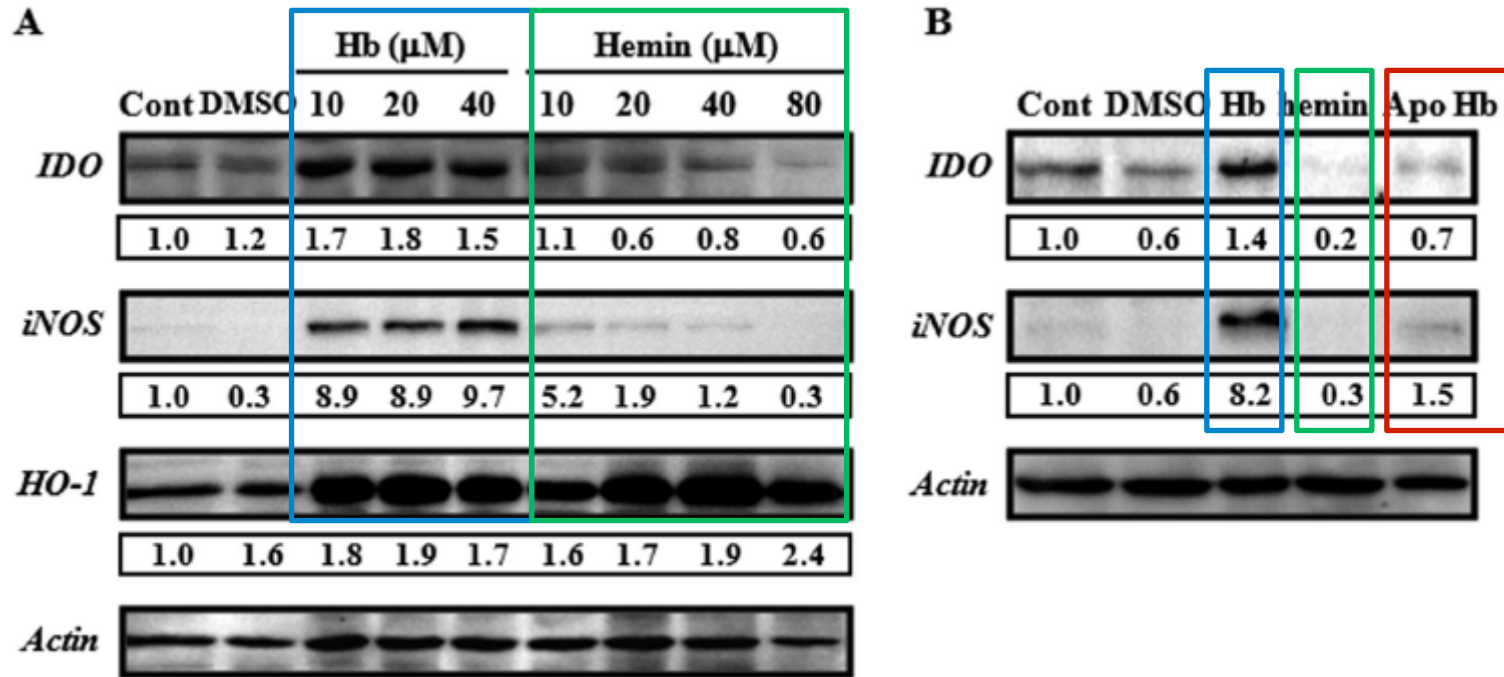 A
Hb (µM) Hemin (µM)
Cont DMSO 10 20 40 10 20 40 80
IDO
1.0 1.2 1.7 1.8 1.5 1.1 0.6 0.8 0.6
iNOS
1.0 0.3 8.9 8.9 9.7 5.2 1.9 1.2 0.3
HO-1
1.0 1.6 1.8 1.9 1.7 1.6 1.7 1.9 2.4
Actin
B
Cont DMSO Hb hemin Apo Hb
IDO
1.0 0.6 1.4 0.2 0.7
iNOS
1.0 0.6 8.2 0.3 1.5
Actin